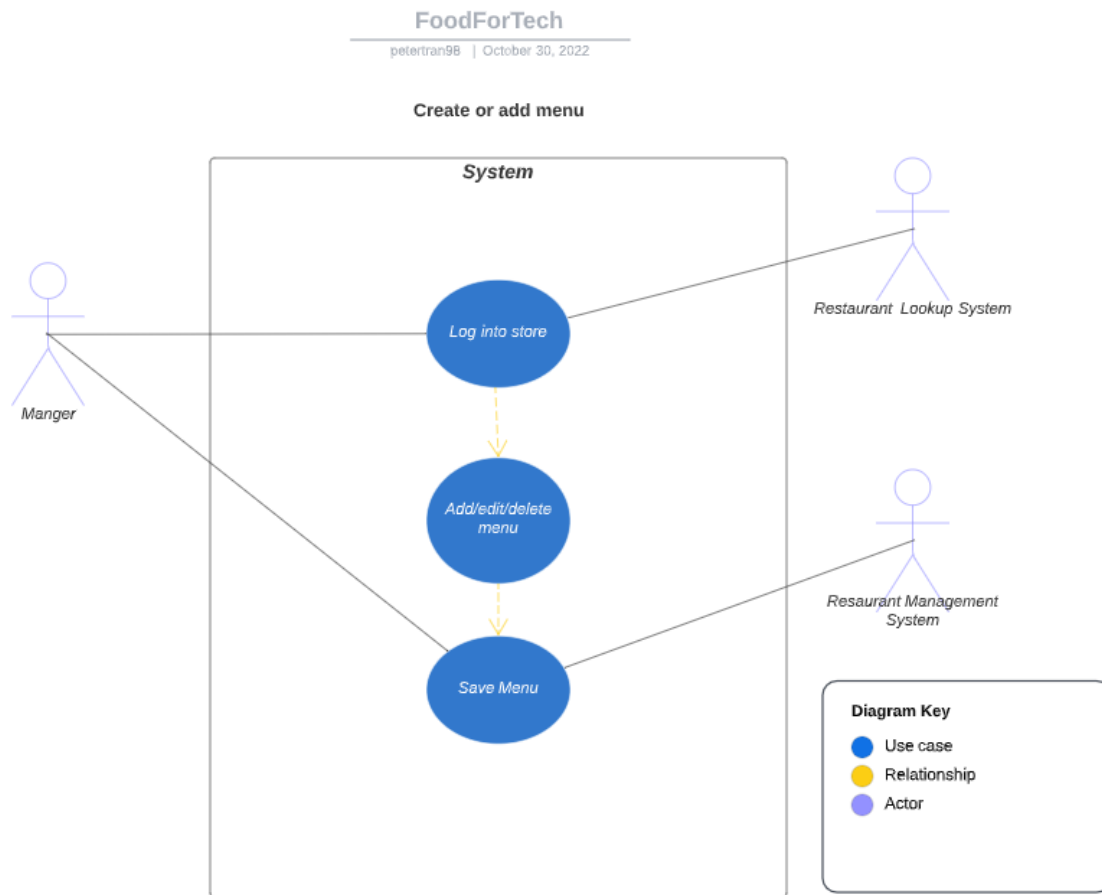 FoodForTech
petertran98 | October 30, 2022
Create or add menu
System
Restaurant Lookup System
Log into store
Manger
Add/edit/delete
menu
Resaurant Management
System
Save Menu
Diagram Key
Use case
Relationship
Actor